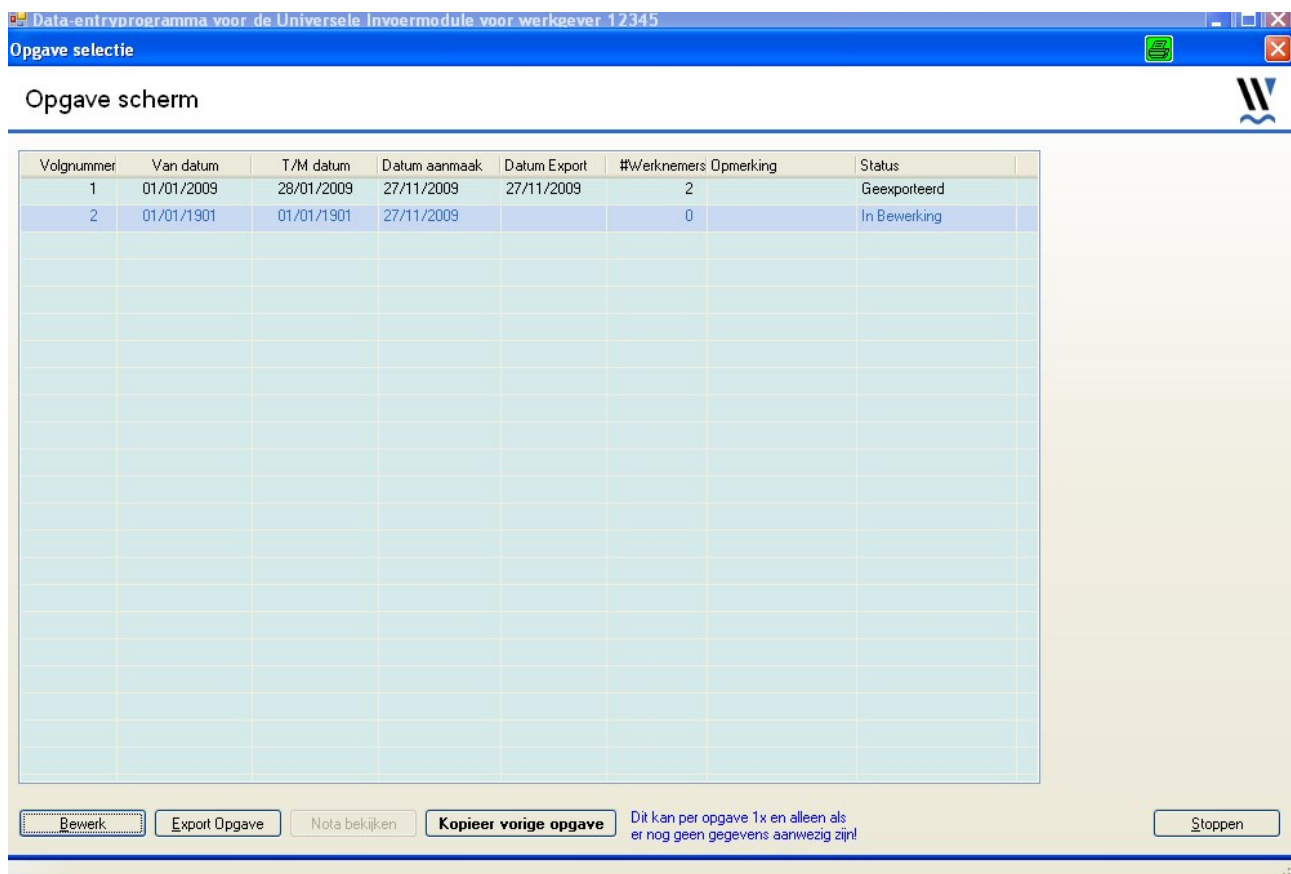 Data-entryprogramma voor de Universele Invoermodule voor werkgever 12345
Opgave selectie
Opgave scherm
Volgnummer Van datum T/M datum Datum aanmaak Datum Export #Werknemers Opmerking Status
1 01/01/2009 28/01/2009 27/11/2009 27/11/2009 2 Geexporteerd
2 01/01/1901 01/01/1901 27/11/2009 0 In Bewerking
Bewerk Export Opgave Nota bekijken Kopieer vorige opgave Dit kan per opgave 1x en alleen als
er nog geen gegevens aanwezig zijn! Stoppen